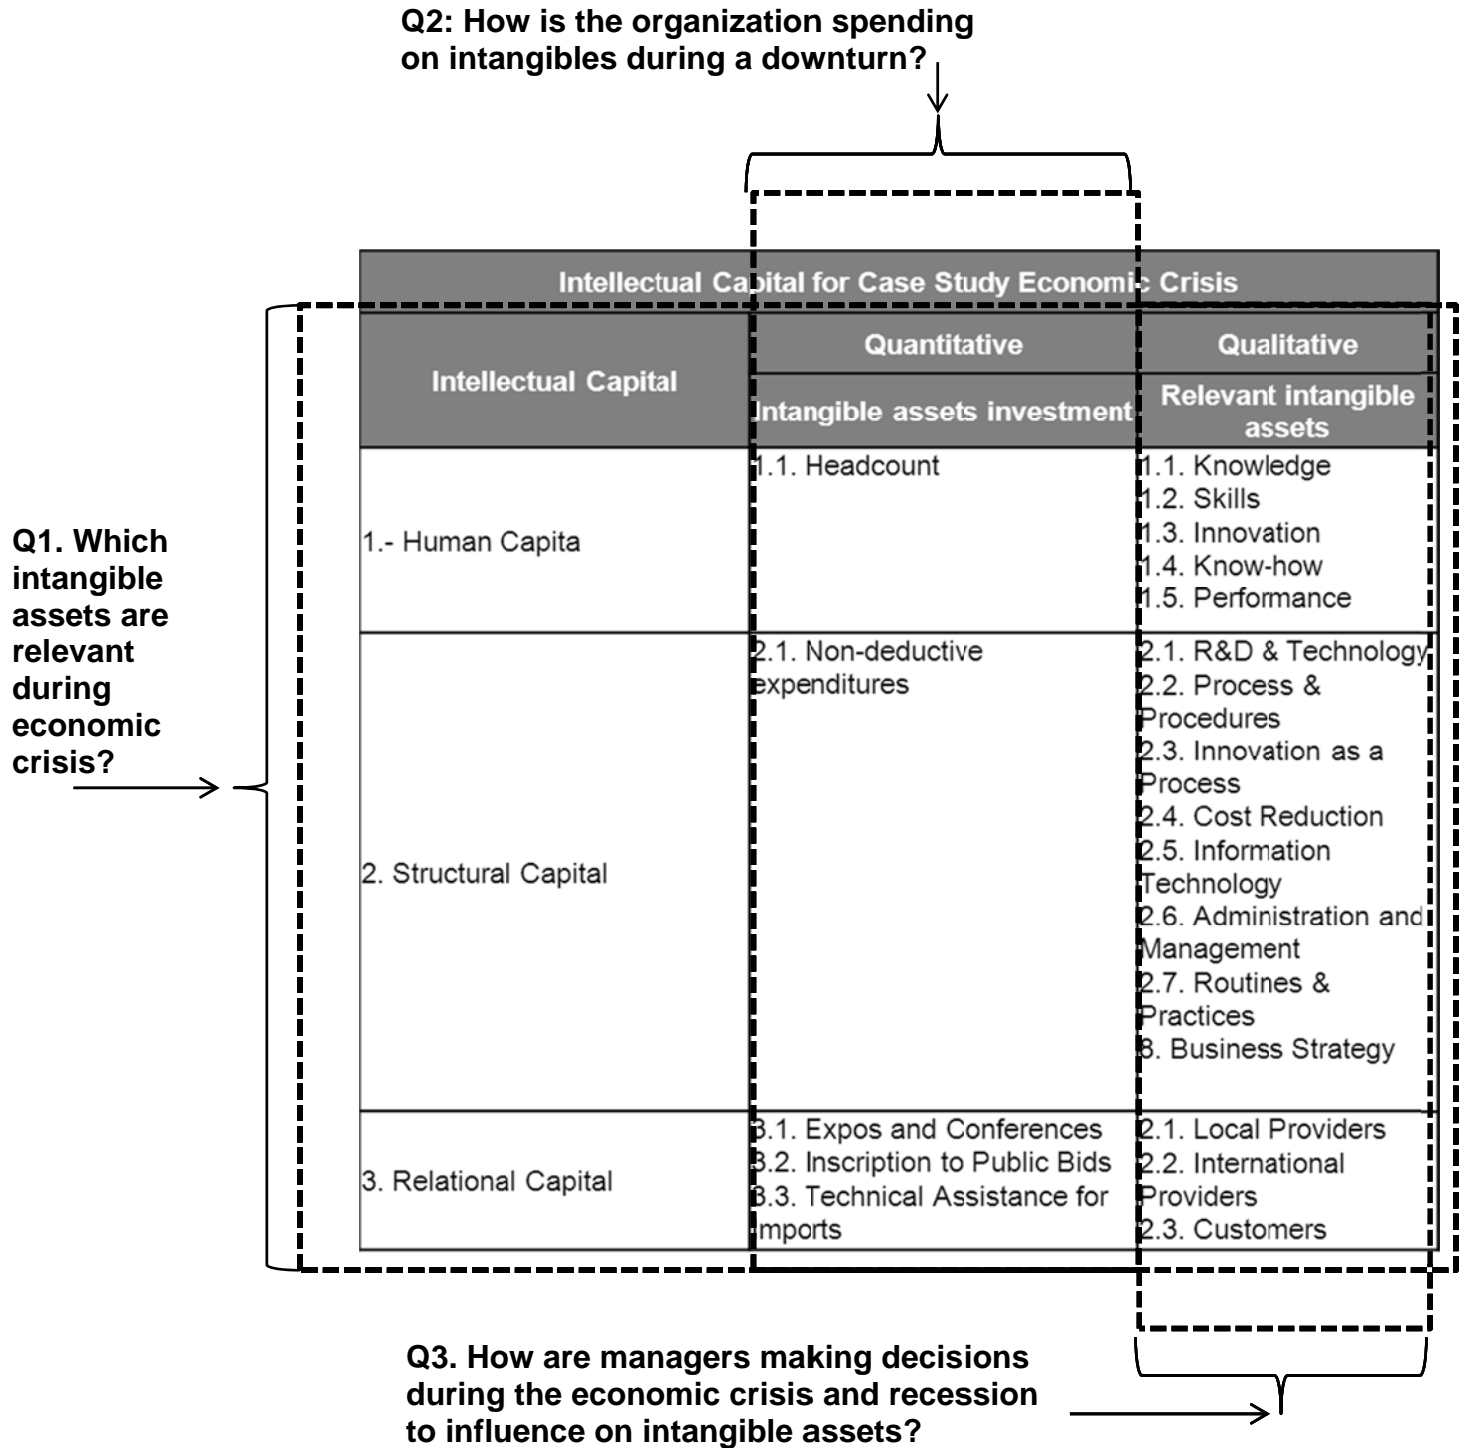 Q2: How is the organization spending
on intangibles during a downturn?
Intellectual Capital for Case Study Economic Crisis
Intellectual Capital
Quantitative
Qualitative
Intangible assets investment
Relevant intangible
assets
Q1. Which
intangible
assets are
relevant
during
economic
crisis?
1.- Human Capita
1.1. Headcount
1.1. Knowledge
1.2. Skills
1.3. Innovation
1.4. Know-how
1.5. Performance
2. Structural Capital
2.1. Non-deductive
expenditures
2.1. R&D & Technology
2.2. Process &
Procedures
2.3. Innovation as a
Process
2.4. Cost Reduction
2.5. Information
Technology
2.6. Administration and
Management
2.7. Routines &
Practices
8. Business Strategy
3. Relational Capital
3.1. Expos and Conferences
3.2. Inscription to Public Bids
3.3. Technical Assistance for
Imports
2.1. Local Providers
2.2. International
Providers
2.3. Customers
Q3. How are managers making decisions
during the economic crisis and recession
to influence on intangible assets?